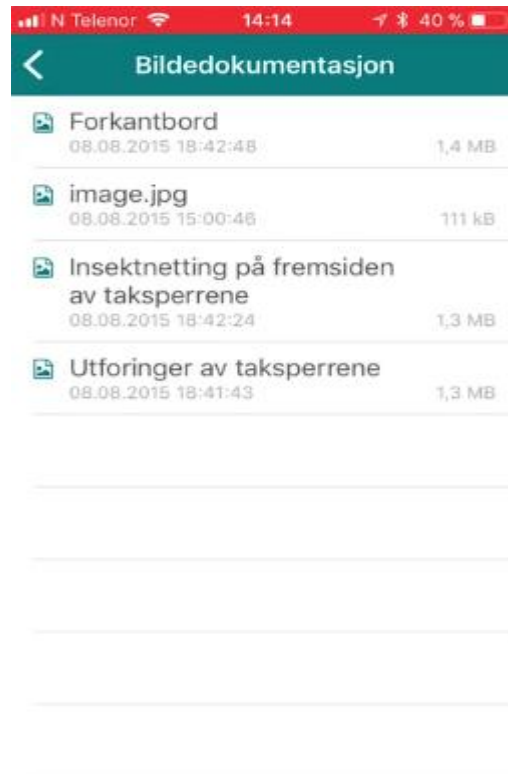 N Telenor 14:14 40 %
Bildedokumentasjon
Forkantbord
08.08.2015 18:42:48 1,4 MB
image.jpg
08.08.2015 15:00:46 111 kB
Insektnetting på fremsiden
av taksperrene
08.08.2015 18:42:24 1,3 MB
Utforinger av taksperrene
08.08.2015 18:41:43 1,3 MB